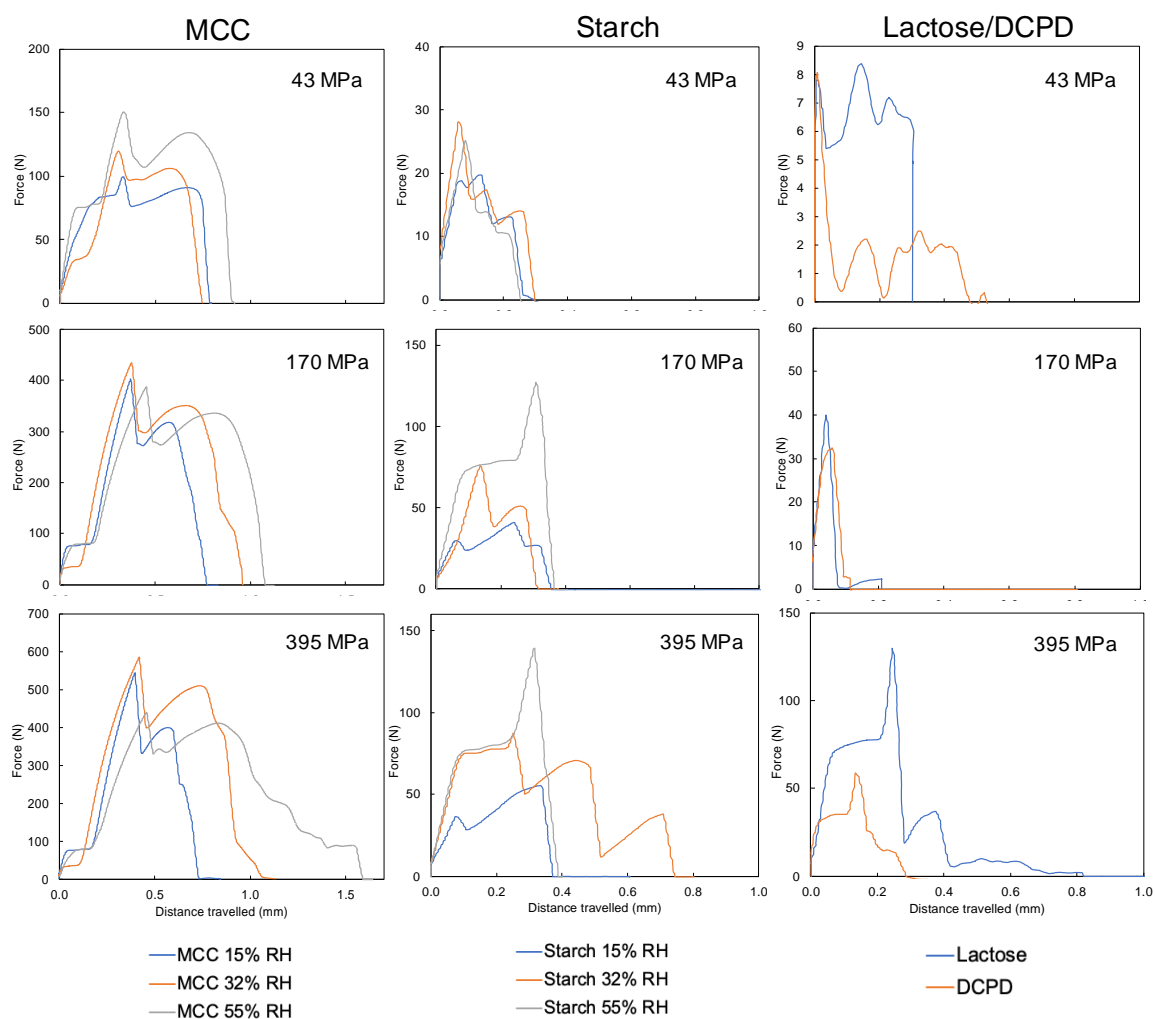 MCC
Starch
Lactose/DCPD
200
150
100
50
0
Force (N)
43 MPa
40
30
20
10
0
Force (N)
43 MPa
9
8
7
6
5
4
3
2
1
0
Force (N)
43 MPa
500
400
300
200
100
0
Force (N)
170 MPa
150
100
50
0
Force (N)
170 MPa
60
50
40
30
20
10
0
Force (N)
170 MPa
700
600
500
400
300
200
100
0
Force (N)
395 MPa
0.0 0.5 1.0 1.5
Distance travelled (mm)
150
100
50
0
Force (N)
395 MPa
0.0 0.2 0.4 0.6 0.8 1.0
Distance travelled (mm)
150
100
50
0
Force (N)
395 MPa
0.0 0.2 0.4 0.6 0.8 1.0
Distance travelled (mm)
MCC 15% RH
MCC 32% RH
MCC 55% RH
Starch 15% RH
Starch 32% RH
Starch 55% RH
Lactose
DCPD